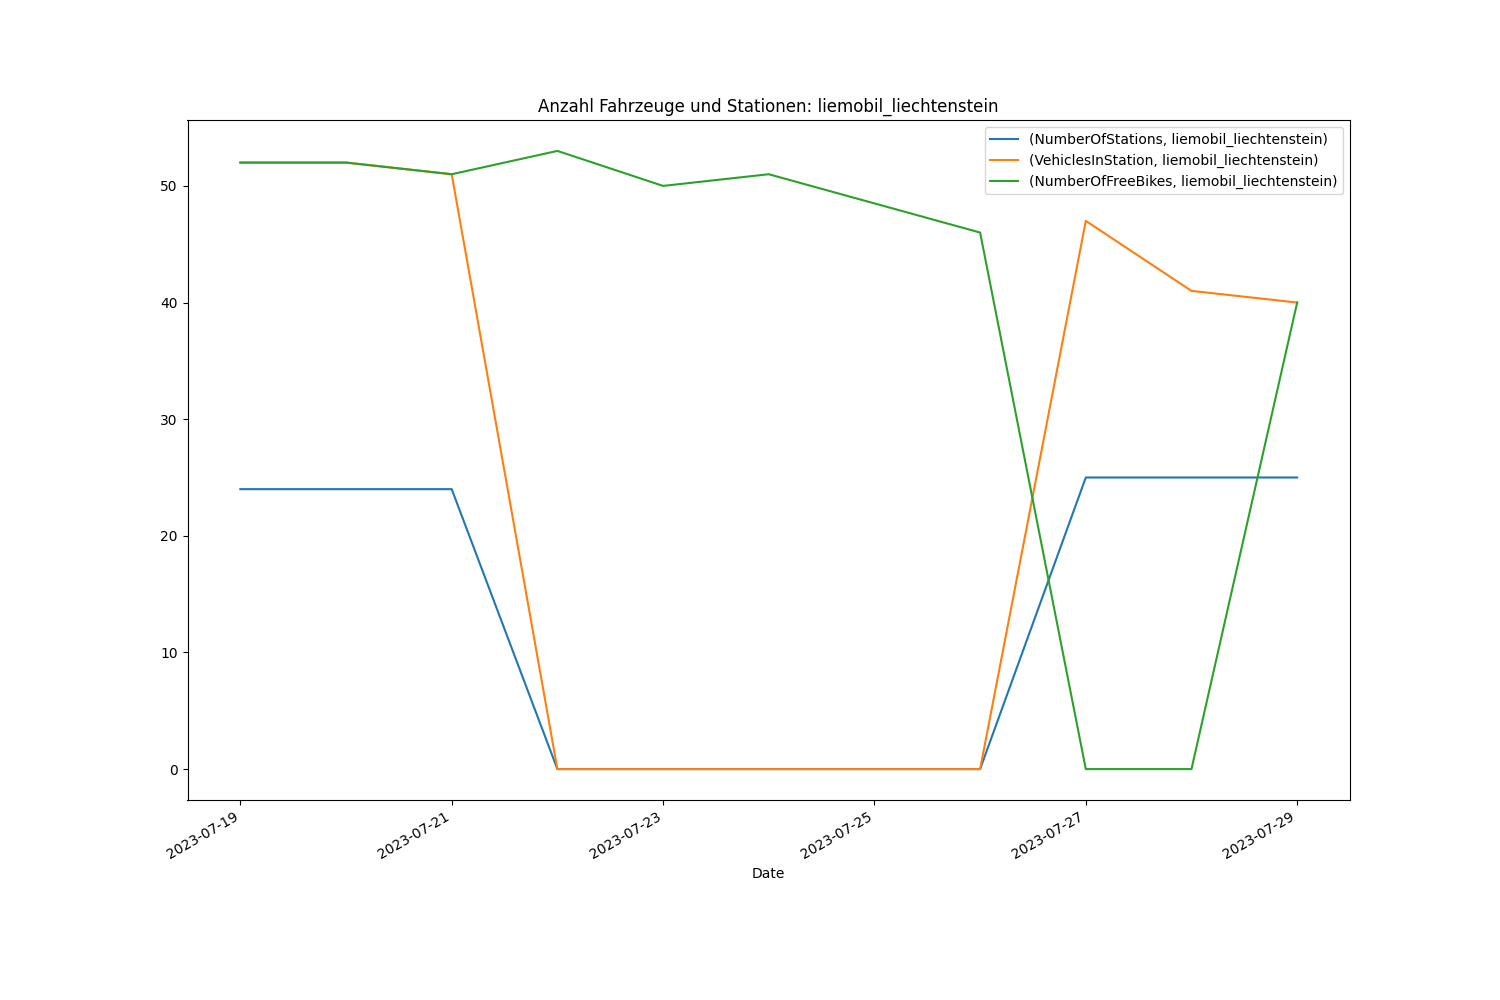 Anzahl Fahrzeuge und Stationen: liemobil_liechtenstein
(NumberOfStations, liemobil_liechtenstein)
(VehiclesInStation, liemobil_liechtenstein)
(NumberOfFreeBikes, liemobil_liechtenstein)
50
40
30
20
10
0
2023-07-19
2023-07-21
2023-07-23
2023-07-25
2023-07-27
2023-07-29
Date